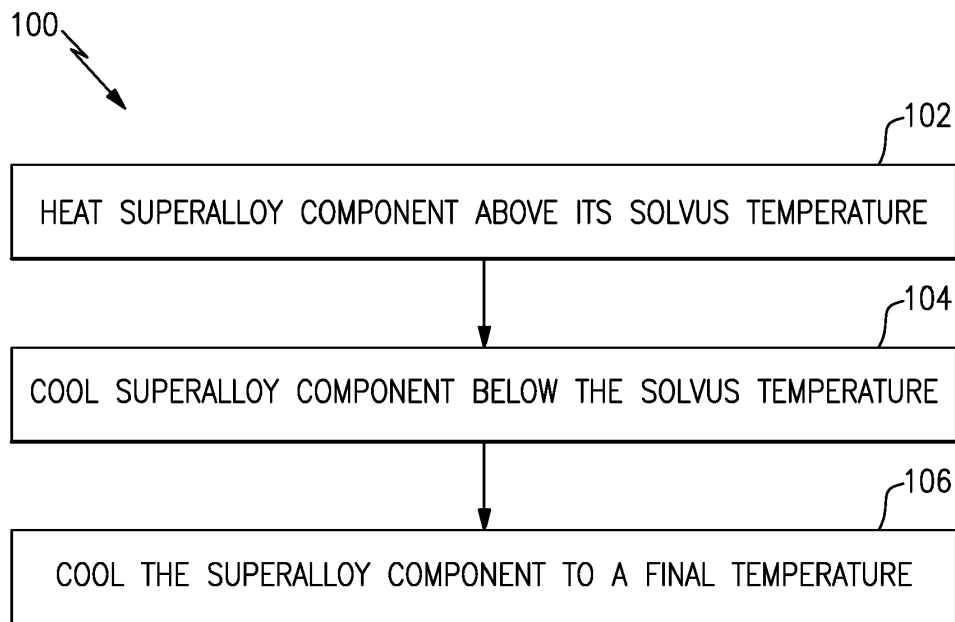 100
102
HEAT SUPERALLOY COMPONENT ABOVE ITS SOLVUS TEMPERATURE
104
COOL SUPERALLOY COMPONENT BELOW THE SOLVUS TEMPERATURE
106
COOL THE SUPERALLOY COMPONENT TO A FINAL TEMPERATURE